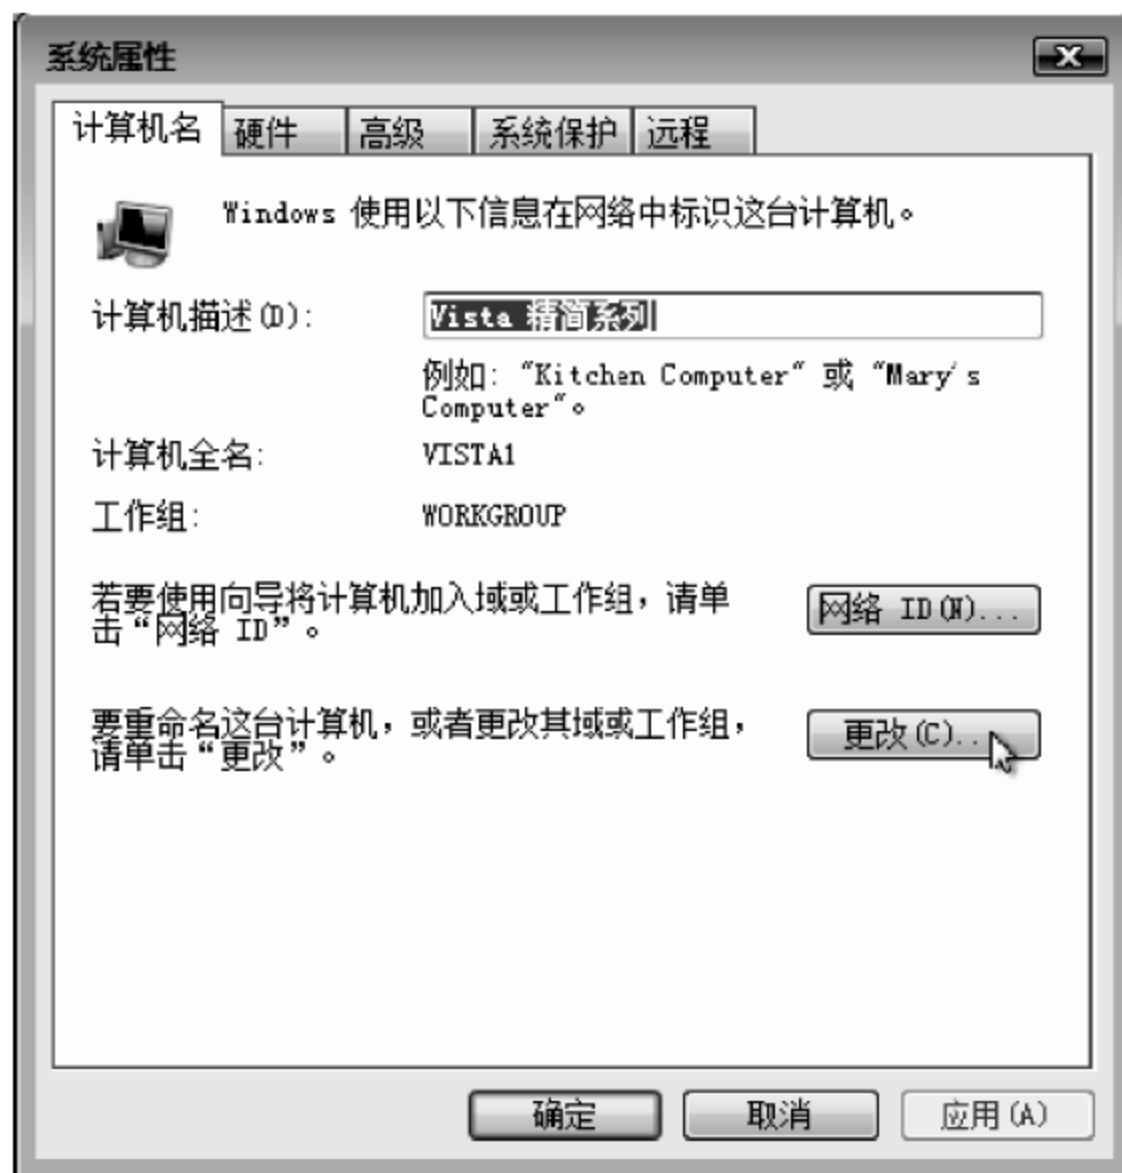 系统属性
计算机名 硬件 高级 系统保护 远程
Windows 使用以下信息在网络中标识这台计算机。
计算机描述(D): Vista 精简系列
例如: "Kitchen Computer" 或 "Mary's
Computer"。
计算机全名: VISTA1
工作组: WORKGROUP
若要使用向导将计算机加入域或工作组，请单
击“网络 ID”。
网络 ID(N)...
要重命名这台计算机，或者更改其域或工作组，
请单击“更改”。
更改(C)..
确定 取消 应用(A)